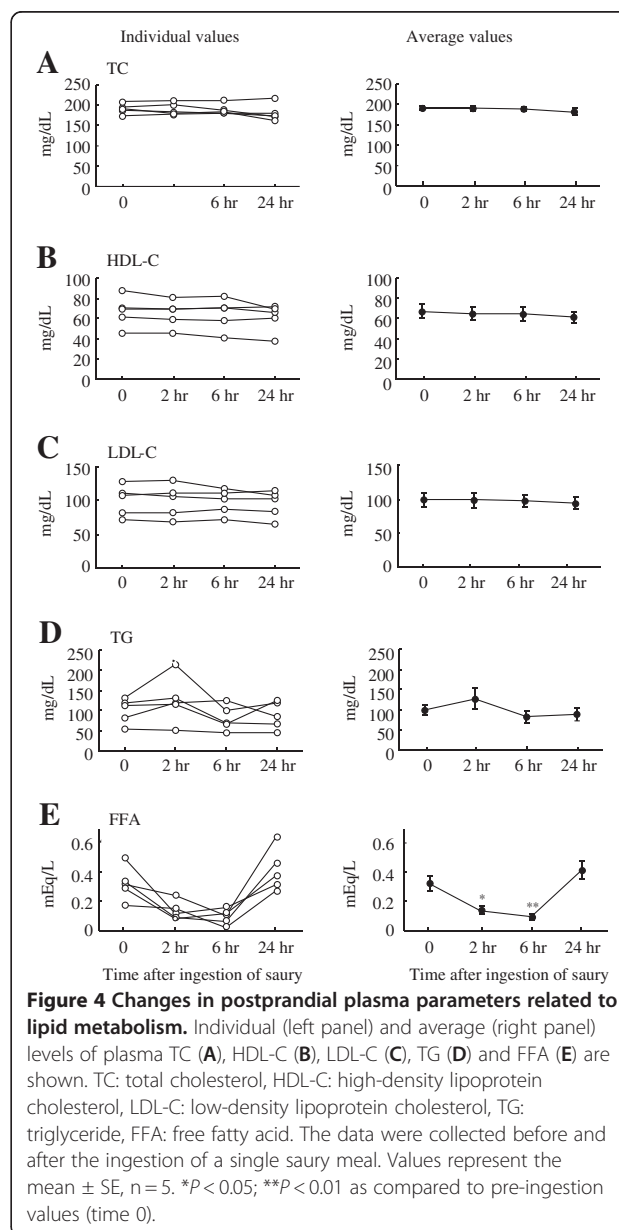 Individual values Average values
A TC
250
200
150
100
50
0
mg/dL
0 6 hr 24 hr
250
200
150
100
50
0
mg/dL
0 2 hr 6 hr 24 hr
B HDL-C
100
80
60
40
20
0
mg/dL
0 2 hr 6 hr 24 hr
100
80
60
40
20
0
mg/dL
0 2 hr 6 hr 24 hr
C LDL-C
150
100
50
0
mg/dL
0 2 hr 6 hr 24 hr
150
100
50
0
mg/dL
0 2 hr 6 hr 24 hr
D TG
250
200
150
100
50
0
mg/dL
0 2 hr 6 hr 24 hr
250
200
150
100
50
0
mg/dL
0 2 hr 6 hr 24 hr
E FFA
0.6
0.4
0.2
0
mEq/L
0 2 hr 6 hr 24 hr
0.6
0.4
0.2
0
mEq/L
* **
0 2 hr 6 hr 24 hr
Time after ingestion of saury Time after ingestion of saury
Figure 4 Changes in postprandial plasma parameters related to
lipid metabolism. Individual (left panel) and average (right panel)
levels of plasma TC (A), HDL-C (B), LDL-C (C), TG (D) and FFA (E) are
shown. TC: total cholesterol, HDL-C: high-density lipoprotein
cholesterol, LDL-C: low-density lipoprotein cholesterol, TG:
triglyceride, FFA: free fatty acid. The data were collected before and
after the ingestion of a single saury meal. Values represent the
mean ± SE, n = 5. *P < 0.05; **P < 0.01 as compared to pre-ingestion
values (time 0).